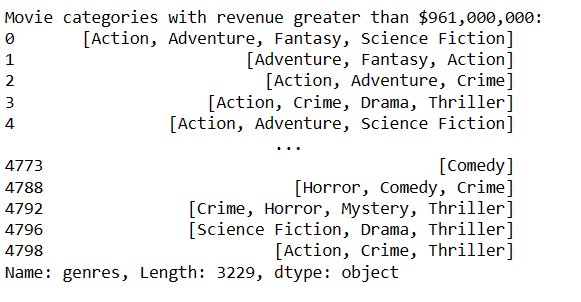 Movie categories with revenue greater than $961,000,000:
0 [Action, Adventure, Fantasy, Science Fiction]
1 [Adventure, Fantasy, Action]
2 [Action, Adventure, Crime]
3 [Action, Crime, Drama, Thriller]
4 [Action, Adventure, Science Fiction]
...
4773 [Comedy]
4788 [Horror, Comedy, Crime]
4792 [Crime, Horror, Mystery, Thriller]
4796 [Science Fiction, Drama, Thriller]
4798 [Action, Crime, Thriller]
Name: genres, Length: 3229, dtype: object